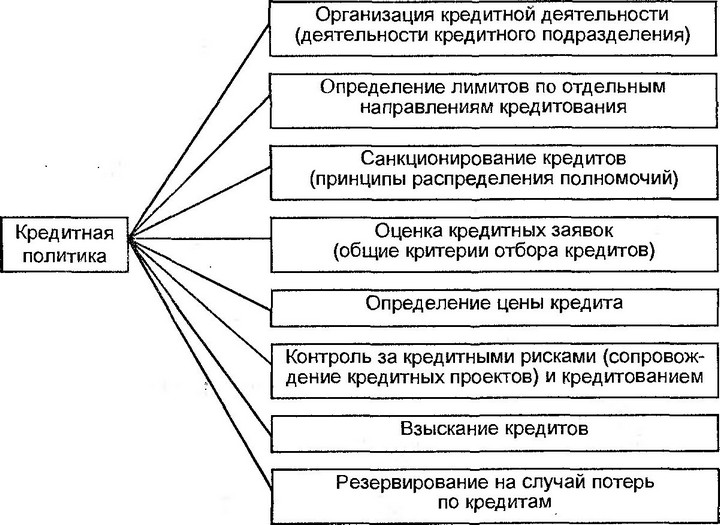 Организация кредитной деятельности
(деятельности кредитного подразделения)
Определение лимитов по отдельным
направлениям кредитования
Санкционирование кредитов
(принципы распределения полномочий)
Кредитная
политика
Оценка кредитных заявок
(общие критерии отбора кредитов)
Определение цены кредита
Контроль за кредитными рисками (сопровож-
дение кредитных проектов) и кредитованием
Взыскание кредитов
Резервирование на случай потерь
по кредитам